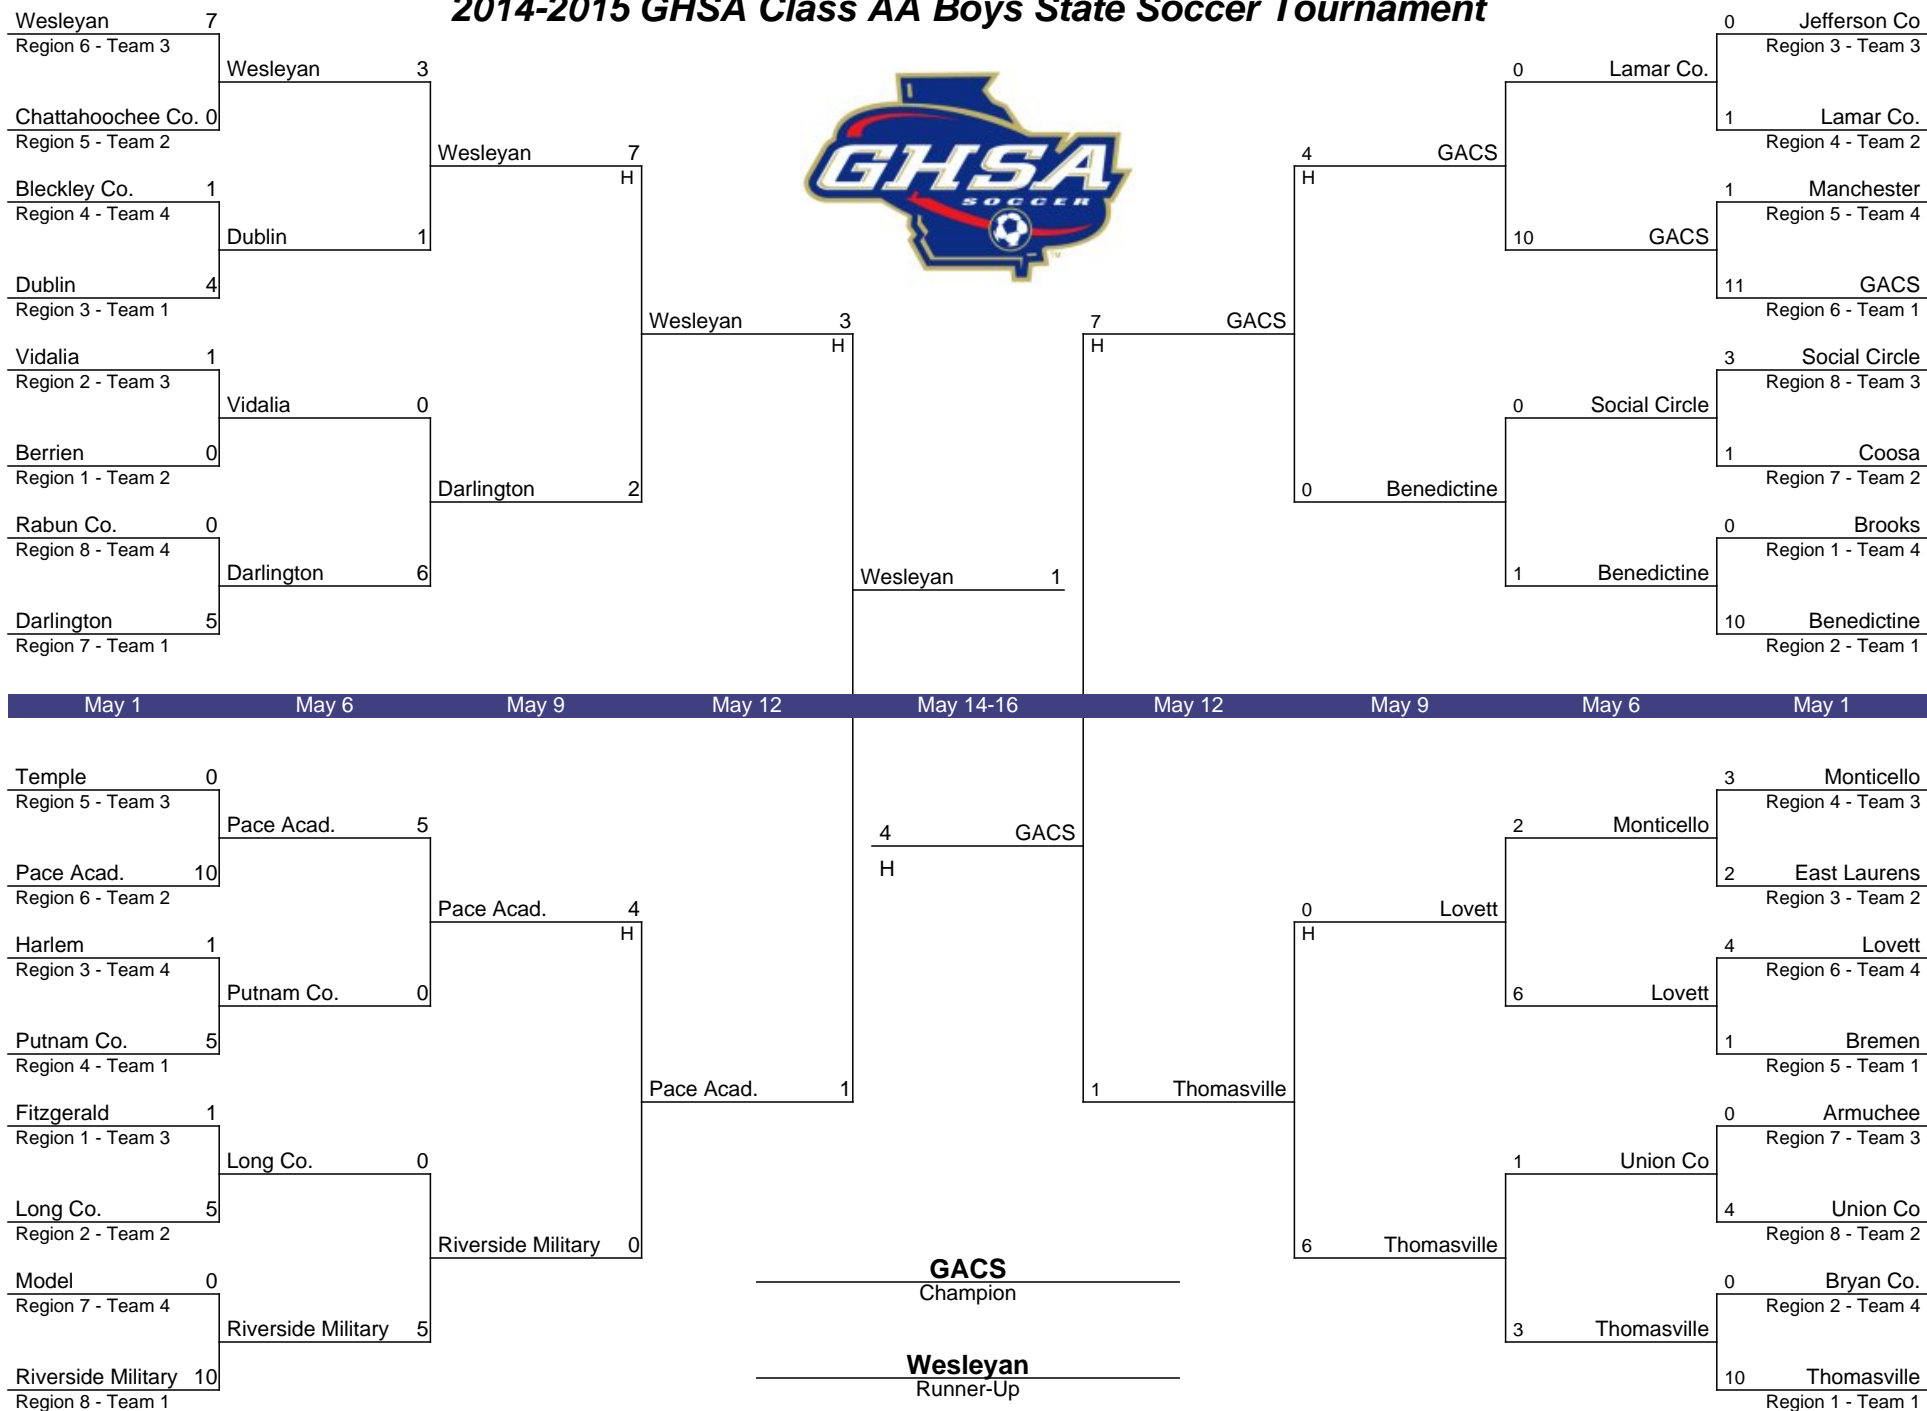 2014-2015 GHSA Class AA Boys State Soccer Tournament
Wesleyan 7
Region 6 - Team 3
Wesleyan 3
Chattahoochee Co. 0
Region 5 - Team 2
Wesleyan 7
H
Bleckley Co. 1
Region 4 - Team 4
Dublin 1
Dublin 4
Region 3 - Team 1
Wesleyan 3
H
Vidalia 1
Region 2 - Team 3
Vidalia 0
Berrien 0
Region 1 - Team 2
Darlington 2
Rabun Co. 0
Region 8 - Team 4
Darlington 6
Darlington 5
Region 7 - Team 1
Wesleyan 1
GHSA
SOCCER
TM
0 Jefferson Co
Region 3 - Team 3
0 Lamar Co.
1 Lamar Co.
Region 4 - Team 2
4 GACS
H
1 Manchester
Region 5 - Team 4
10 GACS
11 GACS
Region 6 - Team 1
7 GACS
H
3 Social Circle
Region 8 - Team 3
0 Social Circle
1 Coosa
Region 7 - Team 2
0 Benedictine
0 Brooks
Region 1 - Team 4
1 Benedictine
10 Benedictine
Region 2 - Team 1
May 1 May 6 May 9 May 12 May 14-16 May 12 May 9 May 6 May 1
Temple 0
Region 5 - Team 3
Pace Acad. 5
Pace Acad. 10
Region 6 - Team 2
Pace Acad. 4
H
Harlem 1
Region 3 - Team 4
Putnam Co. 0
Putnam Co. 5
Region 4 - Team 1
Pace Acad. 1
Fitzgerald 1
Region 1 - Team 3
Long Co. 0
Long Co. 5
Region 2 - Team 2
Riverside Military 0
Model 0
Region 7 - Team 4
Riverside Military 5
Riverside Military 10
Region 8 - Team 1
4 GACS
H
3 Monticello
Region 4 - Team 3
2 Monticello
2 East Laurens
Region 3 - Team 2
0 Lovett
H
4 Lovett
Region 6 - Team 4
6 Lovett
1 Bremen
Region 5 - Team 1
1 Thomasville
0 Armuchee
Region 7 - Team 3
1 Union Co
4 Union Co
Region 8 - Team 2
6 Thomasville
0 Bryan Co.
Region 2 - Team 4
3 Thomasville
10 Thomasville
Region 1 - Team 1
GACS
Champion
Wesleyan
Runner-Up